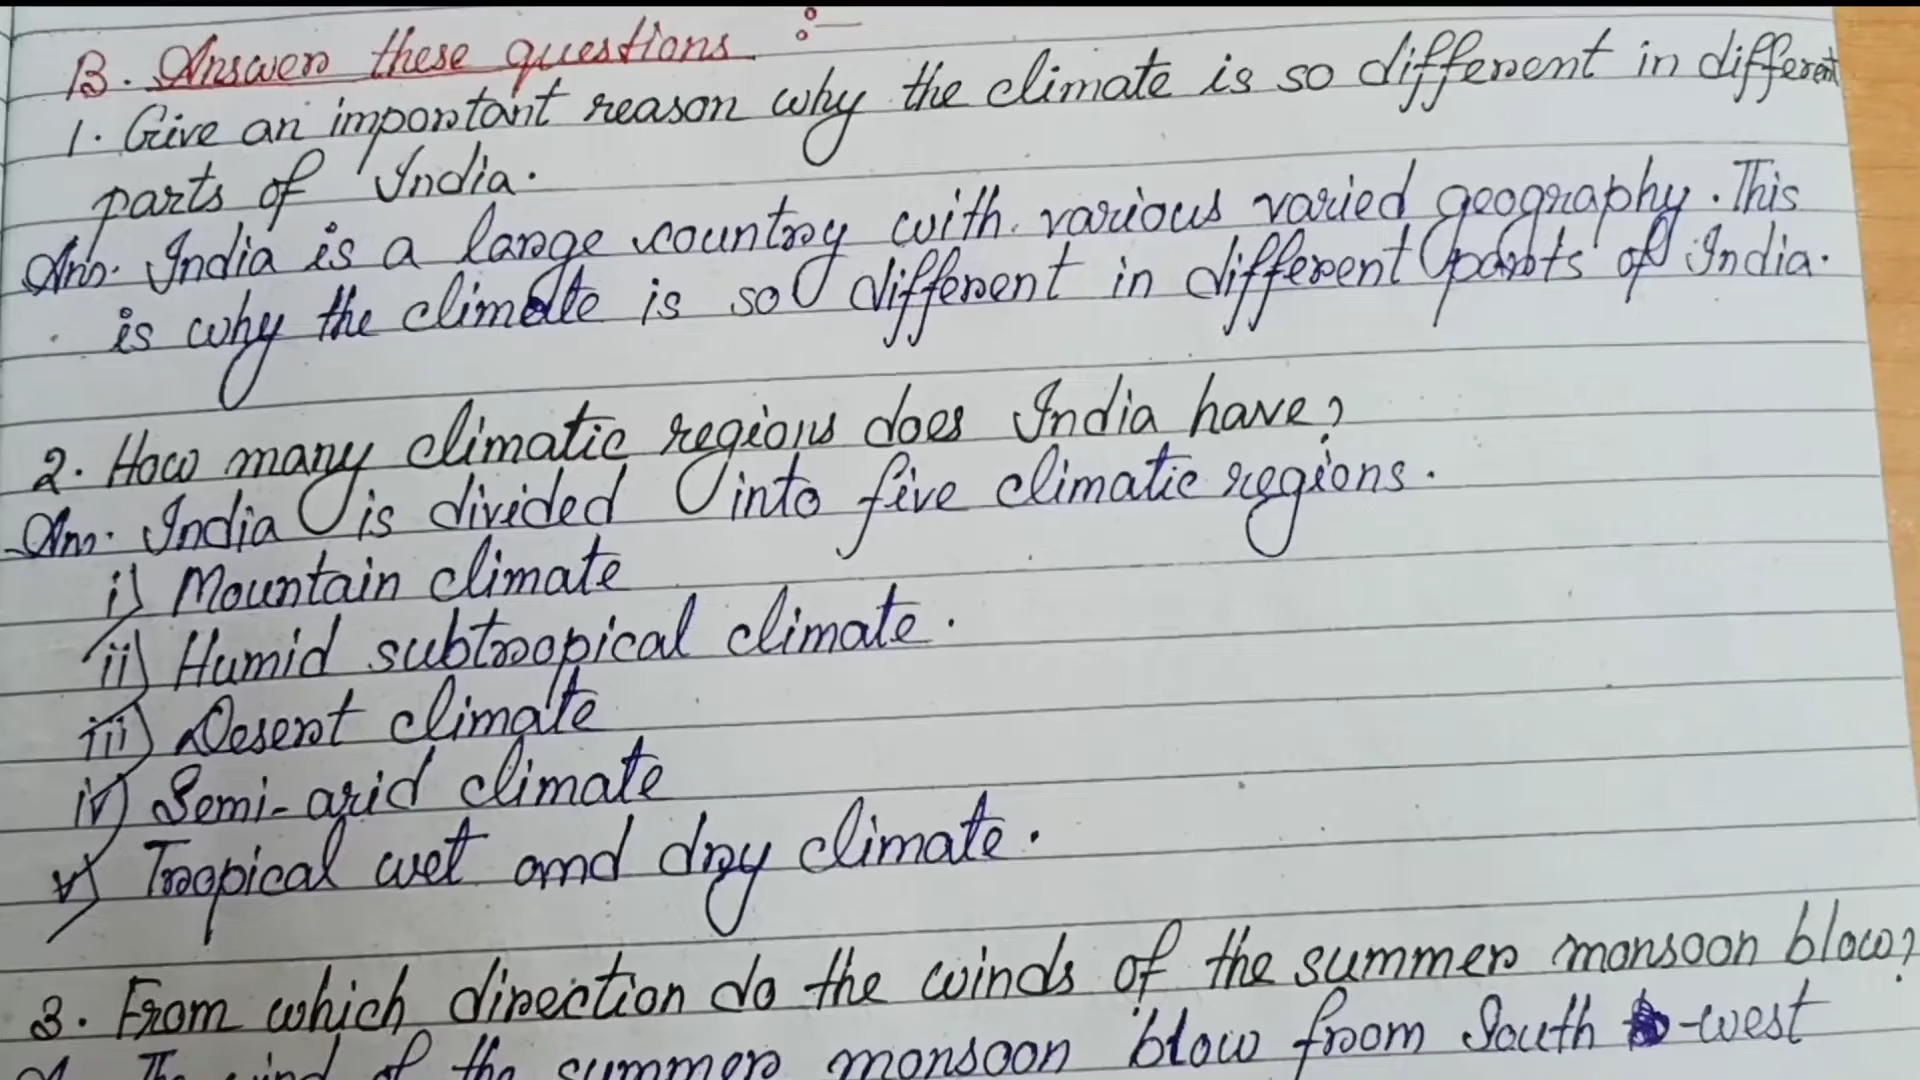 B. Answer these questions :-
1. Give an important reason why the climate is so different in different
parts of India.
Ans. India is a large country with various varied geography. This
is why the climate is so different in different parts of India.
2. How many climatic regions does India have?
Ans. India is divided into five climatic regions.
i) Mountain climate
ii) Humid subtropical climate.
iii) Desert climate
iv) Semi-arid climate
v) Tropical wet and dry climate.
3. From which direction do the winds of the summer monsoon blow?
The wind of the summer monsoon blow from South -west